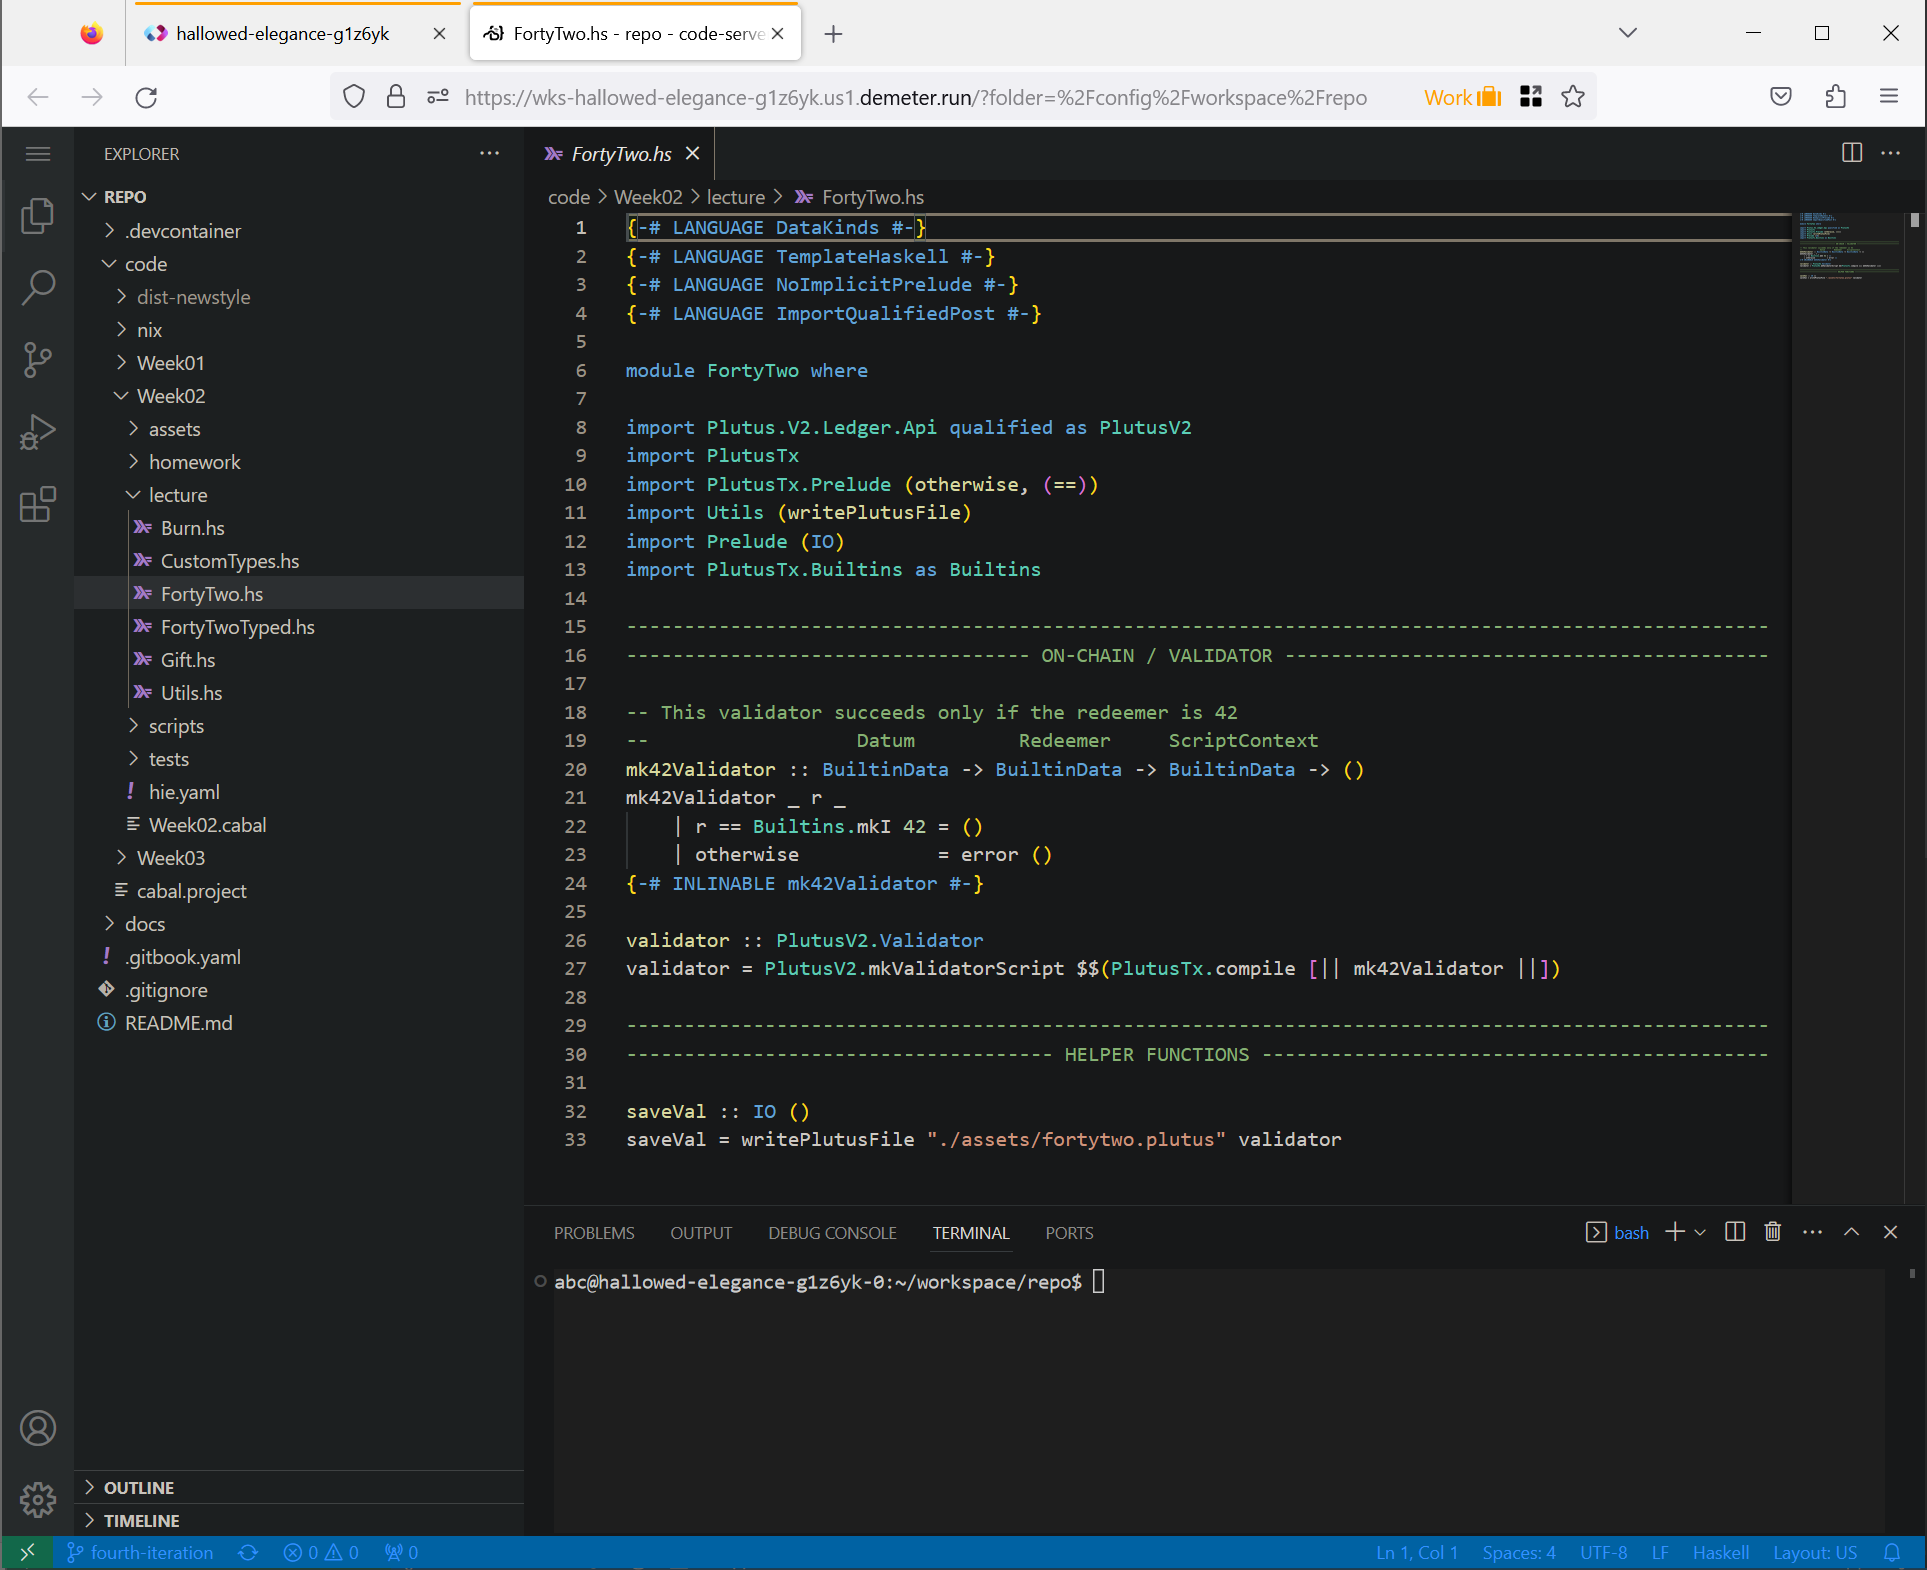 hallowed-elegance-g1z6yk
FortyTwo.hs - repo - code-serve
https://wks-hallowed-elegance-g1z6yk.us1.demeter.run/?folder=%2Fconfig%2Fworkspace%2Frepo
Work
EXPLORER
REPO
.devcontainer
code
dist-newstyle
nix
Week01
Week02
assets
homework
lecture
Burn.hs
CustomTypes.hs
FortyTwo.hs
FortyTwoTyped.hs
Gift.hs
Utils.hs
scripts
tests
! hie.yaml
Week02.cabal
Week03
cabal.project
docs
! .gitbook.yaml
.gitignore
README.md
OUTLINE
TIMELINE
FortyTwo.hs
code > Week02 > lecture > FortyTwo.hs
1 {-# LANGUAGE DataKinds #-}
2 {-# LANGUAGE TemplateHaskell #-}
3 {-# LANGUAGE NoImplicitPrelude #-}
4 {-# LANGUAGE ImportQualifiedPost #-}
5
6 module FortyTwo where
7
8 import Plutus.V2.Ledger.Api qualified as PlutusV2
9 import PlutusTx
10 import PlutusTx.Prelude (otherwise, (==))
11 import Utils (writePlutusFile)
12 import Prelude (IO)
13 import PlutusTx.Builtins as Builtins
14
15 ---------------------------------------------------------------------------------------------------
16 ----------------------------------- ON-CHAIN / VALIDATOR ------------------------------------------
17
18 -- This validator succeeds only if the redeemer is 42
19 --                  Datum         Redeemer     ScriptContext
20 mk42Validator :: BuiltinData -> BuiltinData -> BuiltinData -> ()
21 mk42Validator _ r _
22     | r == Builtins.mkI 42 = ()
23     | otherwise            = error ()
24 {-# INLINABLE mk42Validator #-}
25
26 validator :: PlutusV2.Validator
27 validator = PlutusV2.mkValidatorScript $$(PlutusTx.compile [|| mk42Validator ||])
28
29 ---------------------------------------------------------------------------------------------------
30 ------------------------------------- HELPER FUNCTIONS --------------------------------------------
31
32 saveVal :: IO ()
33 saveVal = writePlutusFile "./assets/fortytwo.plutus" validator
PROBLEMS OUTPUT DEBUG CONSOLE TERMINAL PORTS
bash
abc@hallowed-elegance-g1z6yk-0:~/workspace/repo$
fourth-iteration 0 0 0 Ln 1, Col 1 Spaces: 4 UTF-8 LF Haskell Layout: US